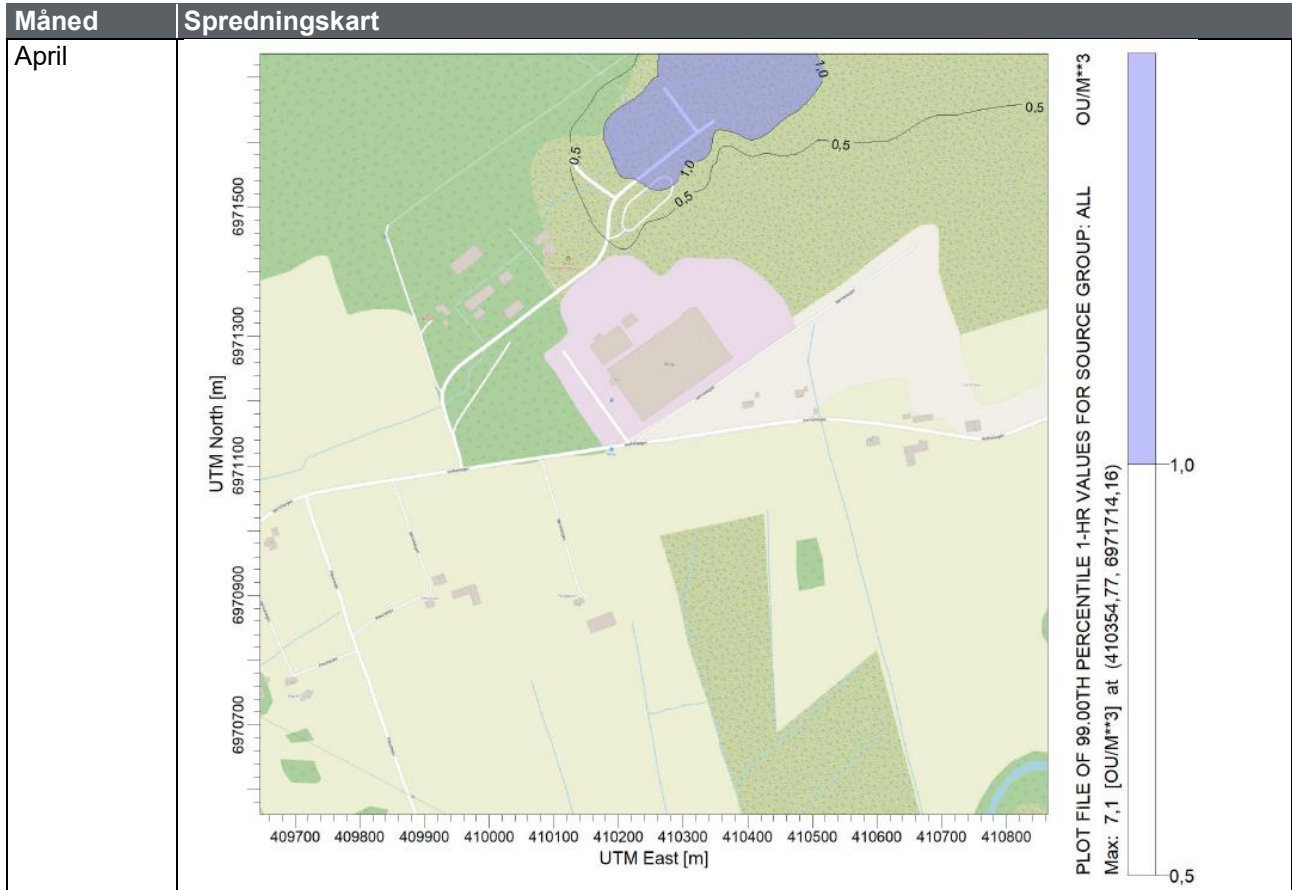 Måned Spredningskart
April
1,0
0,5
0,5
0,5
1,0
0,5
6971500
6971300
6971100
6970900
6970700
UTM North [m]
409700 409800 409900 410000 410100 410200 410300 410400 410500 410600 410700 410800
UTM East [m]
PLOT FILE OF 99.00TH PERCENTILE 1-HR VALUES FOR SOURCE GROUP: ALL OU/M**3
Max: 7,1 [OU/M**3] at (410354,77, 6971714,16)
1,0
0,5